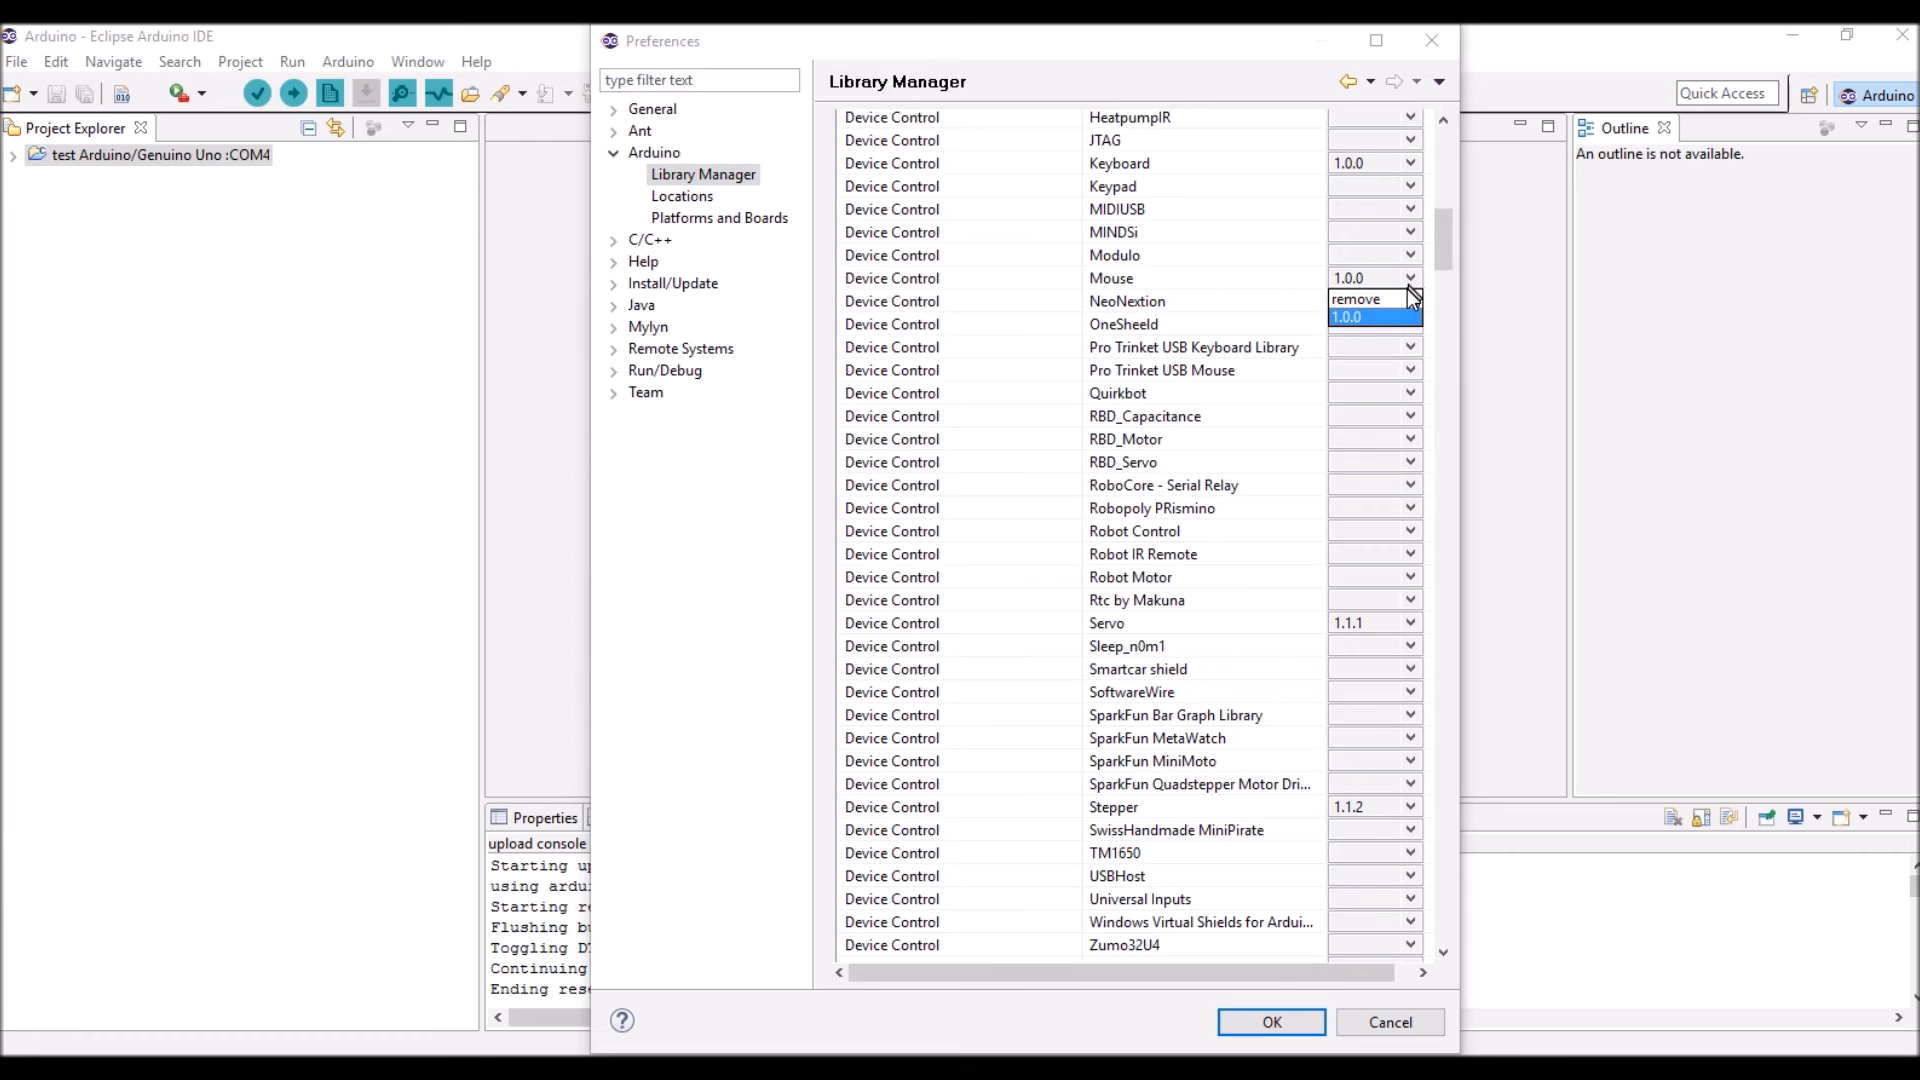 Arduino - Eclipse Arduino IDE
File Edit Navigate Search Project Run Arduino Window Help
Quick Access
Arduino
Project Explorer
test Arduino/Genuino Uno :COM4
Preferences
type filter text
General
Ant
Arduino
Library Manager
Locations
Platforms and Boards
C/C++
Help
Install/Update
Java
Mylyn
Remote Systems
Run/Debug
Team
Library Manager
Device Control HeatpumpIR
Device Control JTAG
Device Control Keyboard 1.0.0
Device Control Keypad
Device Control MIDIUSB
Device Control MINDSi
Device Control Modulo
Device Control Mouse 1.0.0
Device Control NeoNextion remove
1.0.0
Device Control OneSheeld
Device Control Pro Trinket USB Keyboard Library
Device Control Pro Trinket USB Mouse
Device Control Quirkbot
Device Control RBD_Capacitance
Device Control RBD_Motor
Device Control RBD_Servo
Device Control RoboCore - Serial Relay
Device Control Robopoly PRismino
Device Control Robot Control
Device Control Robot IR Remote
Device Control Robot Motor
Device Control Rtc by Makuna
Device Control Servo 1.1.1
Device Control Sleep_n0m1
Device Control Smartcar shield
Device Control SoftwareWire
Device Control SparkFun Bar Graph Library
Device Control SparkFun MetaWatch
Device Control SparkFun MiniMoto
Device Control SparkFun Quadstepper Motor Dri...
Device Control Stepper 1.1.2
Device Control SwissHandmade MiniPirate
Device Control TM1650
Device Control USBHost
Device Control Universal Inputs
Device Control Windows Virtual Shields for Ardui...
Device Control Zumo32U4
OK Cancel
Outline
An outline is not available.
Properties
upload console
Starting
using
Starting
Flushing
Toggling
Continuing
Ending